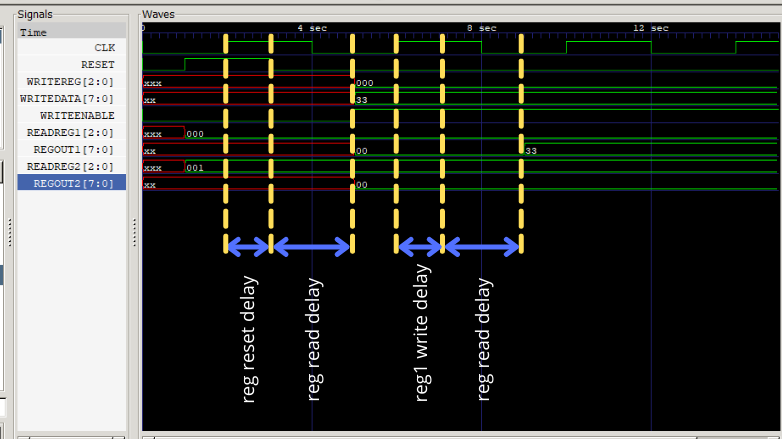 Signals
Waves
Time
0
4 sec
8 sec
12 sec
CLK
RESET
WRITEREG[2:0]
xxx
000
WRITEDATA[7:0]
xx
33
WRITEENABLE
READREG1[2:0]
xxx
000
REGOUT1[7:0]
xx
00
33
READREG2[2:0]
xxx
001
REGOUT2[7:0]
xx
00
reg reset delay
reg read delay
reg1 write delay
reg read delay